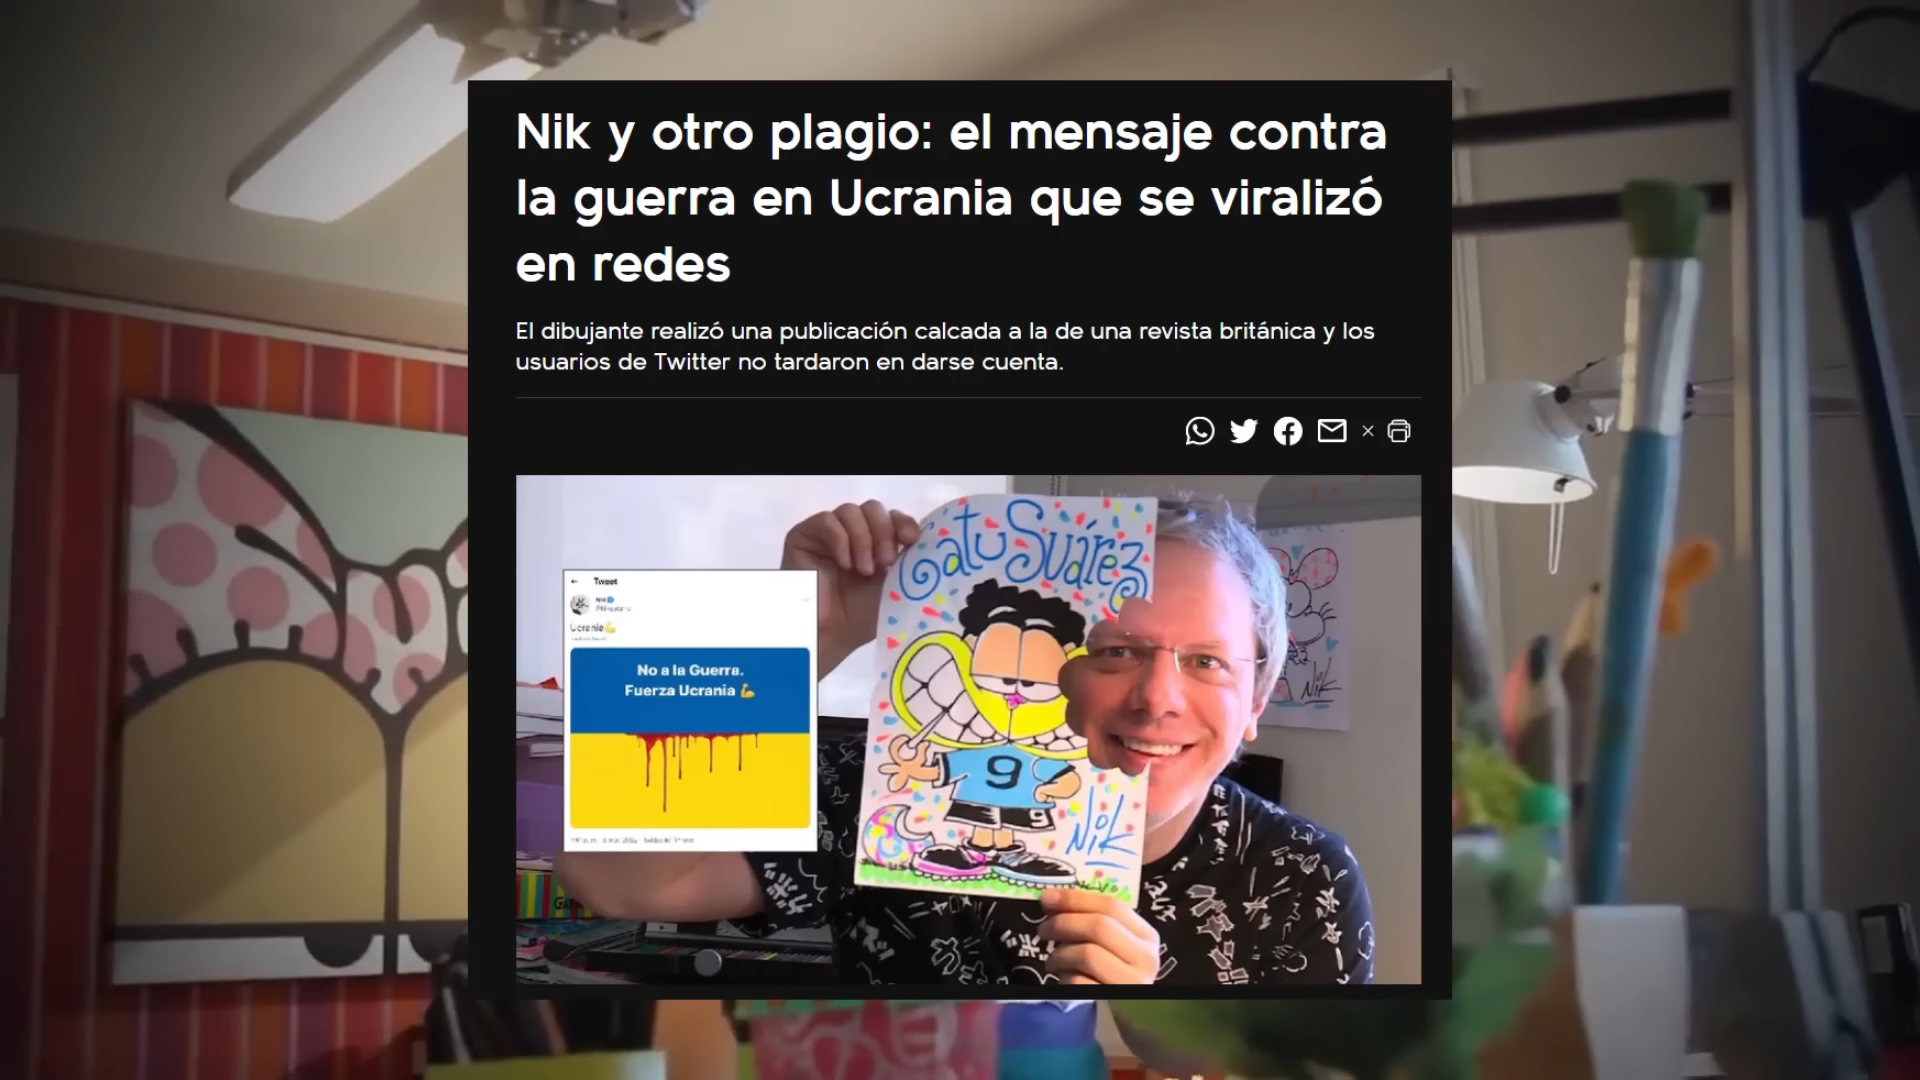 Nik y otro plagio: el mensaje contra
la guerra en Ucrania que se viralizó
en redes
El dibujante realizó una publicación calcada a la de una revista británica y los
usuarios de Twitter no tardaron en darse cuenta.
Tweet
Ucrania💪
No a la Guerra.
Fuerza Ucrania 💪
Gatu Suárez
9
Nik
Nik